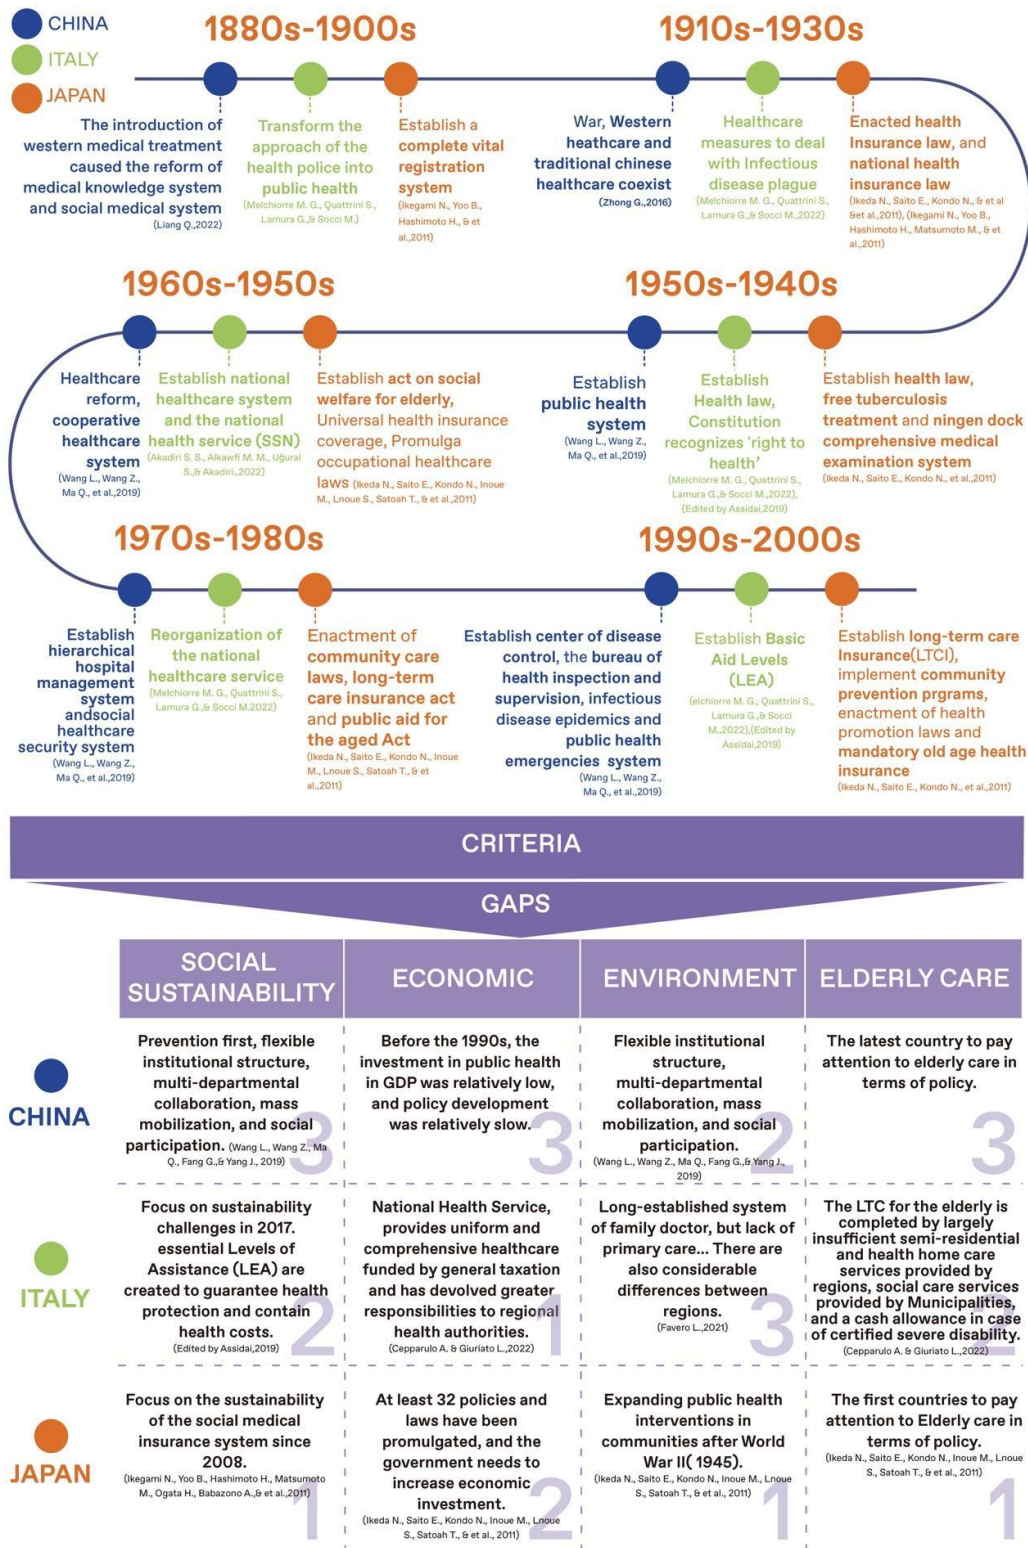 CHINA
ITALY
JAPAN
1880s-1900s
The introduction of
western medical treatment
caused the reform of
medical knowledge system
and social medical system
(Liang Q.,2022)
Transform the
approach of the
health police into
public health
(Melchiorre M. G., Quattrini S.,
Lamura G.,& Socci M.)
Establish a
complete vital
registration
system
(Ikegami N., Yoo B.,
Hashimoto H., & et
al.,2011)
1910s-1930s
War, Western
heathcare and
traditional chinese
healthcare coexist
(Zhong G.,2016)
Healthcare
measures to deal
with Infectious
disease plague
(Melchiorre M. G., Quattrini S.,
Lamura G.,& Socci M.,2022)
Enacted health
Insurance law, and
national health
insurance law
(Ikeda N., Saito E., Kondo N., & et al
&et al.,2011), (Ikegami N., Yoo B.,
Hashimoto H., Matsumoto M., & et
al.,2011)
1960s-1950s
Healthcare
reform,
cooperative
healthcare
system
(Wang L., Wang Z.,
Ma Q., et al.,2019)
Establish national
healthcare system
and the national
health service (SSN)
(Akadiri S. S., Alkawfi M. M., Uğural
S.,& Akadiri.,2022)
Establish act on social
welfare for elderly,
Universal health insurance
coverage, Promulga
occupational healthcare
laws (Ikeda N., Saito E., Kondo N., Inoue
M., Lnoue S., Satoah T., & et al.,2011)
1950s-1940s
Establish
public health
system
(Wang L., Wang Z.,
Ma Q., et al.,2019)
Establish
Health law,
Constitution
recognizes 'right to
health’
(Melchiorre M. G., Quattrini S.,
Lamura G.,& Socci M.,2022),
(Edited by Assidai,2019)
Establish health law,
free tuberculosis
treatment and ningen dock
comprehensive medical
examination system
(Ikeda N., Saito E., Kondo N., et al.,2011)
1970s-1980s
Establish
hierarchical
hospital
management
system
andsocial
healthcare
security system
(Wang L., Wang Z.,
Ma Q., et al.,2019)
Reorganization of
the national
healthcare service
(Melchiorre M. G., Quattrini S.,
Lamura G.,& Socci M.2022)
Enactment of
community care
laws, long-term
care insurance act
and public aid for
the aged Act
(Ikeda N., Saito E., Kondo N., Inoue
M., Lnoue S., Satoah T., & et
al.,2011)
1990s-2000s
Establish center of disease
control, the bureau of
health inspection and
supervision, infectious
disease epidemics and
public health
emergencies system
(Wang L., Wang Z.,
Ma Q., et al.,2019)
Establish Basic
Aid Levels
(LEA)
(elchiorre M. G., Quattrini S.,
Lamura G.,& Socci
M.,2022),(Edited by
Assidai,2019)
Establish long-term care
Insurance(LTCI),
implement community
prevention prgrams,
enactment of health
promotion laws and
mandatory old age health
insurance
(Ikeda N., Saito E., Kondo N., et al.,2011)
CRITERIA
GAPS
SOCIAL
SUSTAINABILITY
ECONOMIC
ENVIRONMENT
ELDERLY CARE
CHINA
Prevention first, flexible
institutional structure,
multi-departmental
collaboration, mass
mobilization, and social
participation. (Wang L., Wang Z., Ma
Q., Fang G.,& Yang J., 2019)
3
Before the 1990s, the
investment in public health
in GDP was relatively low,
and policy development
was relatively slow.
3
Flexible institutional
structure,
multi-departmental
collaboration, mass
mobilization, and social
participation.
(Wang L., Wang Z., Ma Q., Fang G.,& Yang J.,
2019)
2
The latest country to pay
attention to elderly care in
terms of policy.
3
ITALY
Focus on sustainability
challenges in 2017.
essential Levels of
Assistance (LEA) are
created to guarantee health
protection and contain
health costs.
(Edited by Assidai,2019)
2
National Health Service,
provides uniform and
comprehensive healthcare
funded by general taxation
and has devolved greater
responsibilities to regional
health authorities.
(Cepparulo A. & Giuriato L.,2022)
1
Long-established system
of family doctor, but lack of
primary care... There are
also considerable
differences between
regions.
(Favero L.,2021)
3
The LTC for the elderly is
completed by largely
insufficient semi-residential
and health home care
services provided by
regions, social care services
provided by Municipalities,
and a cash allowance in case
of certified severe disability.
(Cepparulo A. & Giuriato L.,2022)
2
JAPAN
Focus on the sustainability
of the social medical
insurance system since
2008.
(Ikegami N., Yoo B., Hashimoto H., Matsumoto
M., Ogata H., Babazono A.,& et al.,2011)
1
At least 32 policies and
laws have been
promulgated, and the
government needs to
increase economic
investment.
(Ikeda N., Saito E., Kondo N., Inoue M., Lnoue
S., Satoah T., & et al., 2011)
2
Expanding public health
interventions in
communities after World
War II( 1945).
(Ikeda N., Saito E., Kondo N., Inoue M., Lnoue
S., Satoah T., & et al., 2011)
1
The first countries to pay
attention to Elderly care in
terms of policy.
(Ikeda N., Saito E., Kondo N., Inoue M., Lnoue
S., Satoah T., & et al., 2011)
1